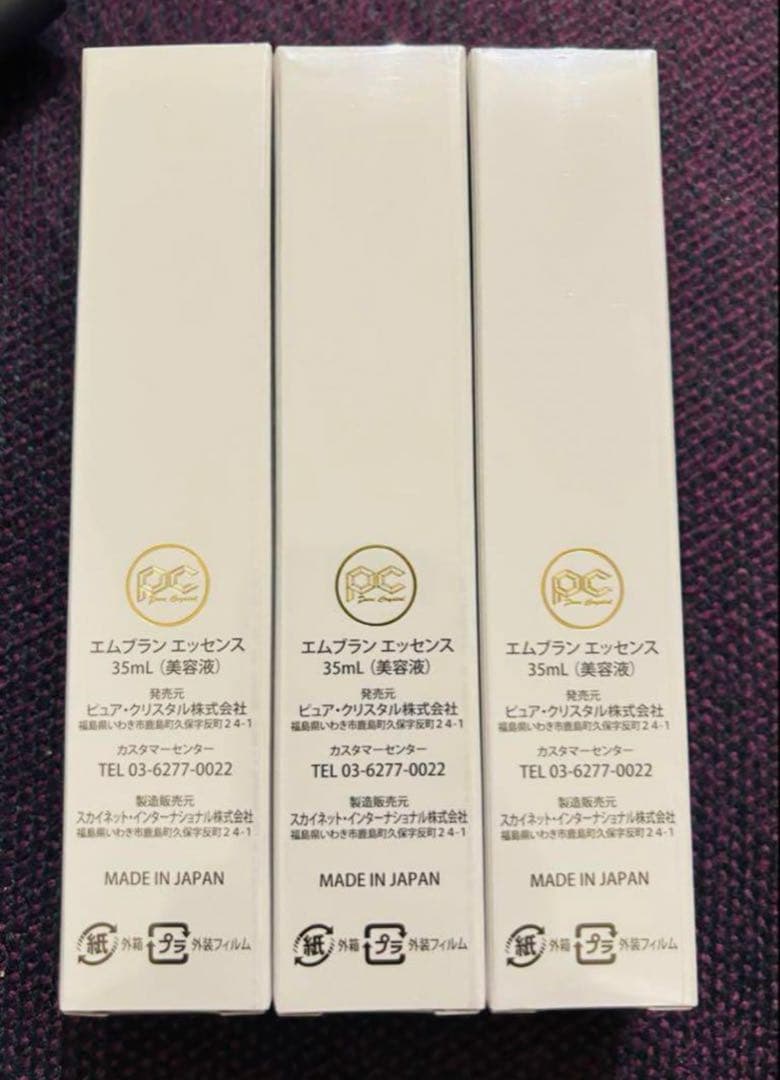 PC
Pure Crystal
エムブラン エッセンス
35mL（美容液）
発売元
ピュア・クリスタル株式会社
福島県いわき市鹿島町久保字反町２４-１
カスタマーセンター
TEL 03-6277-0022
製造販売元
スカイネット・インターナショナル株式会社
福島県いわき市鹿島町久保字反町２４-１
MADE IN JAPAN
紙 外箱 プラ 外装フィルム
PC
Pure Crystal
エムブラン エッセンス
35mL（美容液）
発売元
ピュア・クリスタル株式会社
福島県いわき市鹿島町久保字反町２４-１
カスタマーセンター
TEL 03-6277-0022
製造販売元
スカイネット・インターナショナル株式会社
福島県いわき市鹿島町久保字反町２４-１
MADE IN JAPAN
紙 外箱 プラ 外装フィルム
PC
Pure Crystal
エムブラン エッセンス
35mL（美容液）
発売元
ピュア・クリスタル株式会社
福島県いわき市鹿島町久保字反町２４-１
カスタマーセンター
TEL 03-6277-0022
製造販売元
スカイネット・インターナショナル株式会社
福島県いわき市鹿島町久保字反町２４-１
MADE IN JAPAN
紙 外箱 プラ 外装フィルム